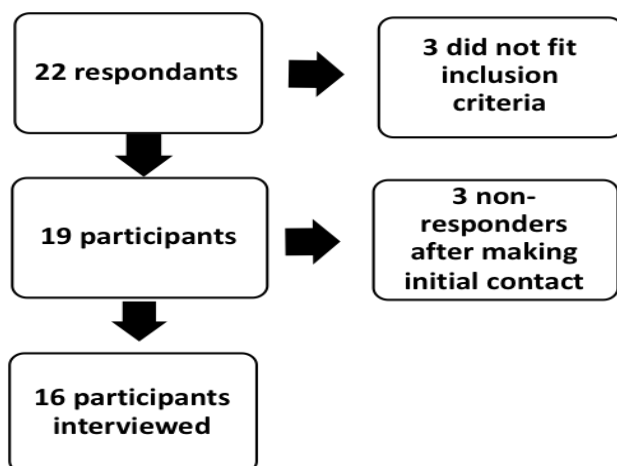 22 respondants
3 did not fit
inclusion
criteria
19 participants
3 non-
responders
after making
initial contact
16 participants
interviewed